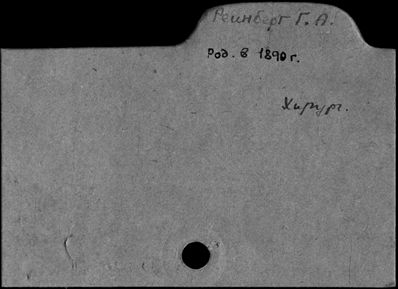 Рейнберг Г. А.
Род. в 1890 г.
Хирург.